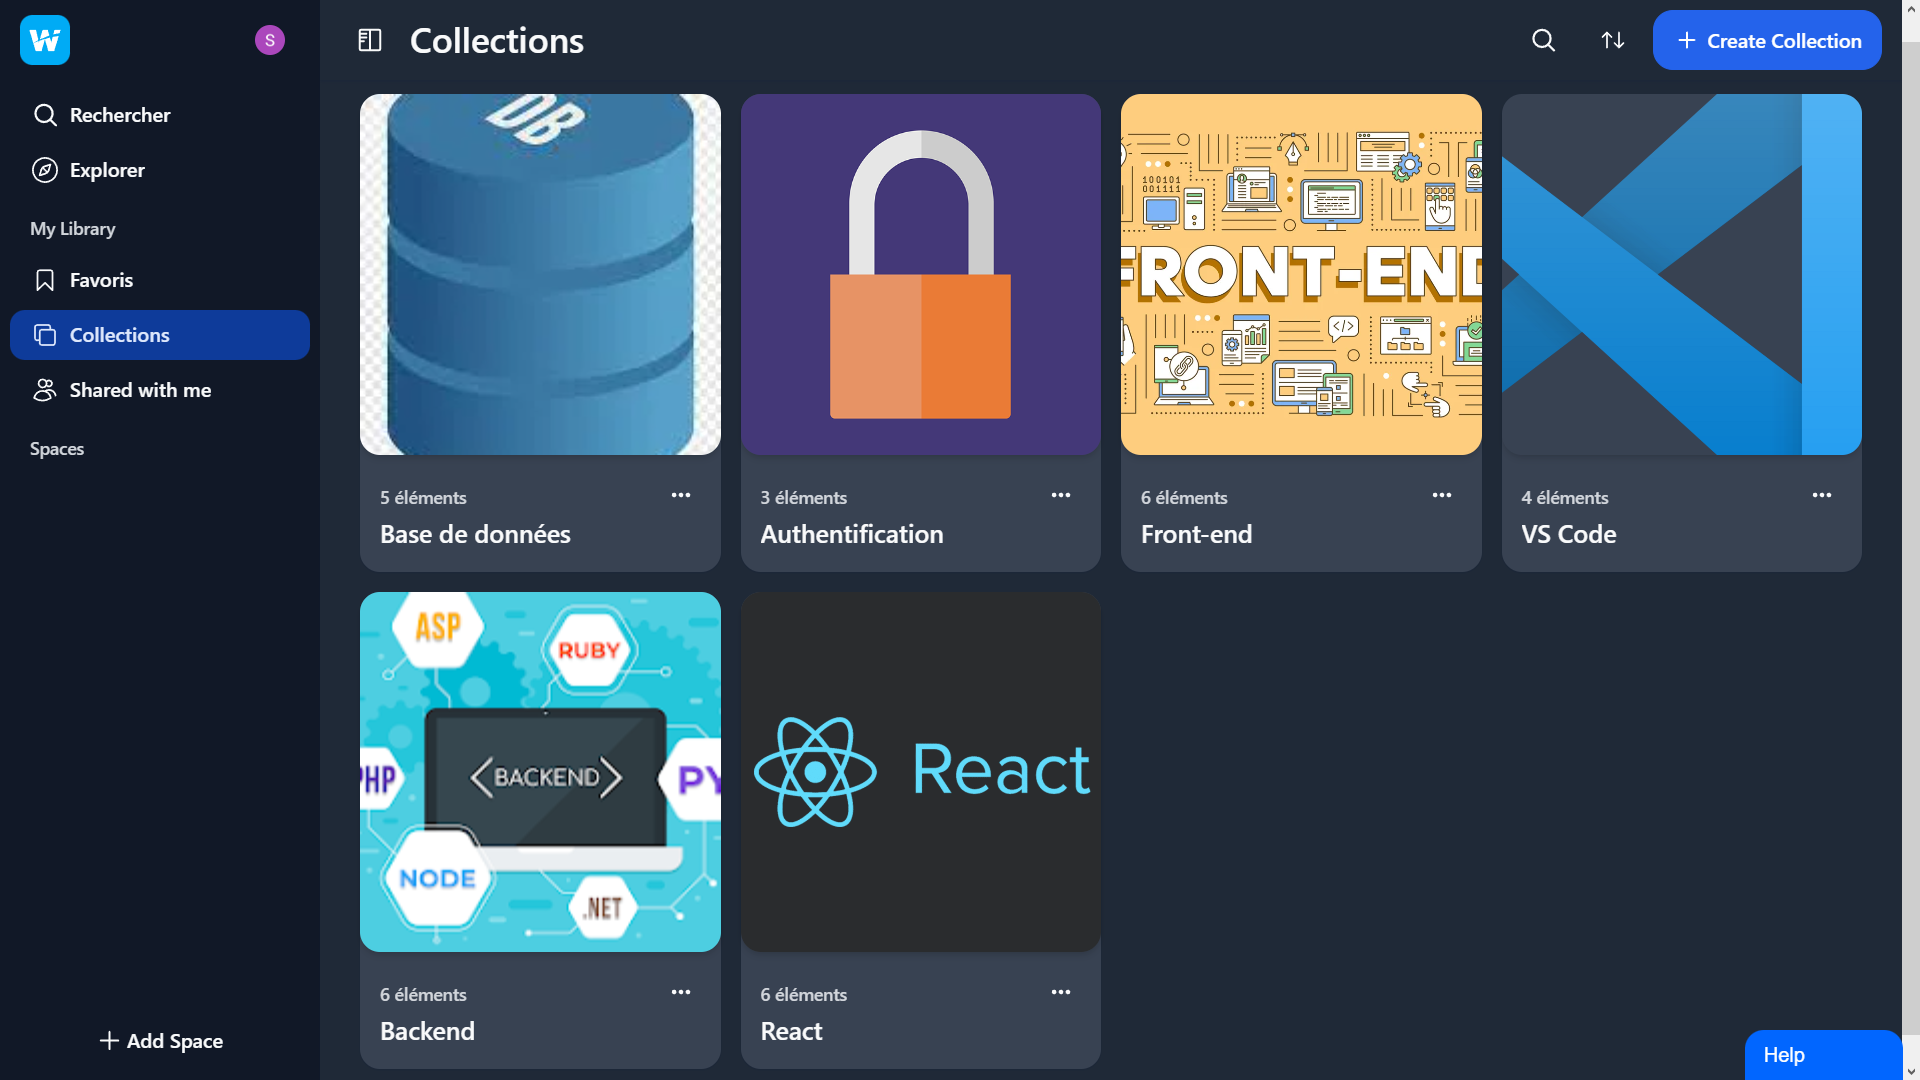 W
S
Rechercher
Explorer
My Library
Favoris
Collections
Shared with me
Spaces
Add Space
Collections
Create Collection
DB
5 éléments
Base de données
3 éléments
Authentification
100101
001111
FRONT-END
</>
6 éléments
Front-end
4 éléments
VS Code
ASP
RUBY
PHP
<BACKEND>
PY
NODE
.NET
6 éléments
Backend
React
6 éléments
React
Help